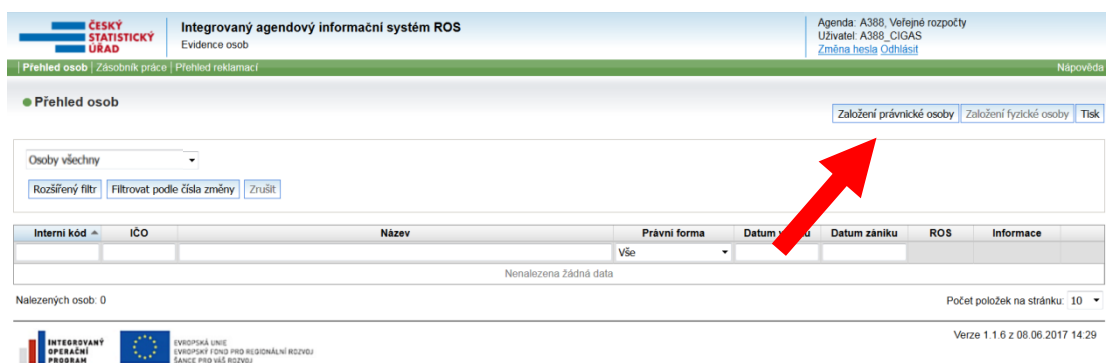 ČESKÝ
STATISTICKÝ
ÚŘAD
Integrovaný agendový informační systém ROS
Evidence osob
Agenda: A388, Veřejné rozpočty
Uživatel: A388_CIGAS
Změna hesla Odhlásit
Přehled osob | Zásobník práce | Přehled reklamací
Nápověda
Přehled osob
Založení právnické osoby Založení fyzické osoby Tisk
Osoby všechny
Rozšířený filtr Filtrovat podle čísla změny Zrušit
Interní kód IČO Název Právní forma Datum Datum zániku ROS Informace
Vše
Nenalezena žádná data
Nalezených osob: 0
Počet položek na stránku: 10
Verze 1.1.6 z 08.06.2017 14:29
INTEGROVANÝ
OPERAČNÍ
PROGRAM
EVROPSKÁ UNIE
EVROPSKÝ FOND PRO REGIONÁLNÍ ROZVOJ
ŠANCE PRO VÁŠ ROZVOJ